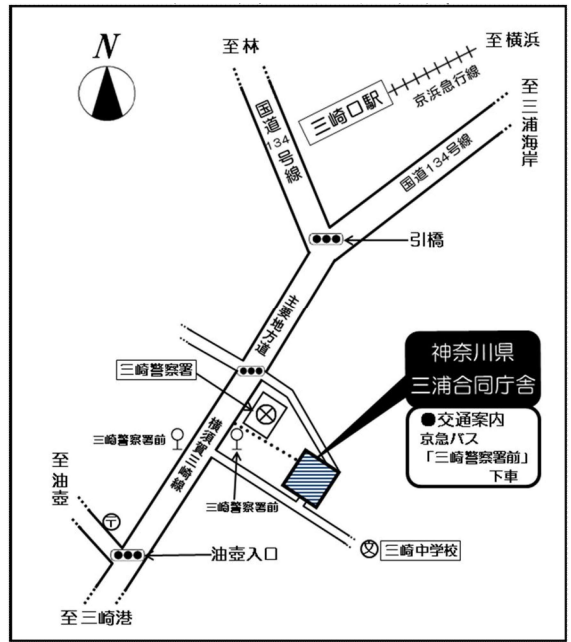 N
至林
至横浜
三崎口駅
京浜急行線
至三浦海岸
国道134号線
国道134号線
引橋
主要地方道
神奈川県
三浦合同庁舎
三崎警察署
●交通案内
京急バス
「三崎警察署前」
下車
横須賀三崎線
三崎警察署前
三崎警察署前
至油壺
〒
油壺入口
文
三崎中学校
至三崎港